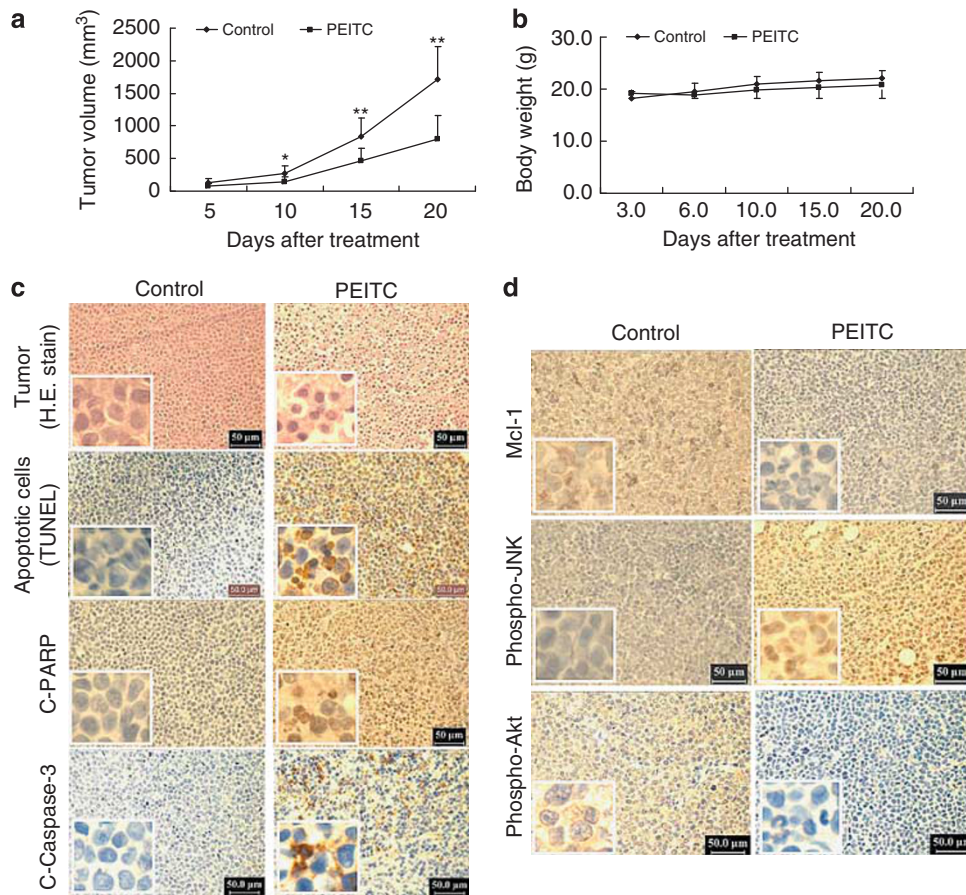 a
Tumor volume (mm³)
Control
PEITC
2500
2000
1500
1000
500
0
*
**
**
5 10 15 20
Days after treatment
b
Body weight (g)
Control
PEITC
30.0
20.0
10.0
0.0
3.0 6.0 10.0 15.0 20.0
Days after treatment
c
Control PEITC
Tumor
(H.E. stain)
50 µm 50 µm
Apoptotic cells
(TUNEL)
50.0 µm 50.0 µm
C-PARP
50 µm 50 µm
C-Caspase-3
50.0 µm 50.0 µm
d
Control PEITC
Mcl-1
50 µm 50 µm
Phospho-JNK
50 µm 50 µm
Phospho-Akt
50.0 µm 50.0 µm